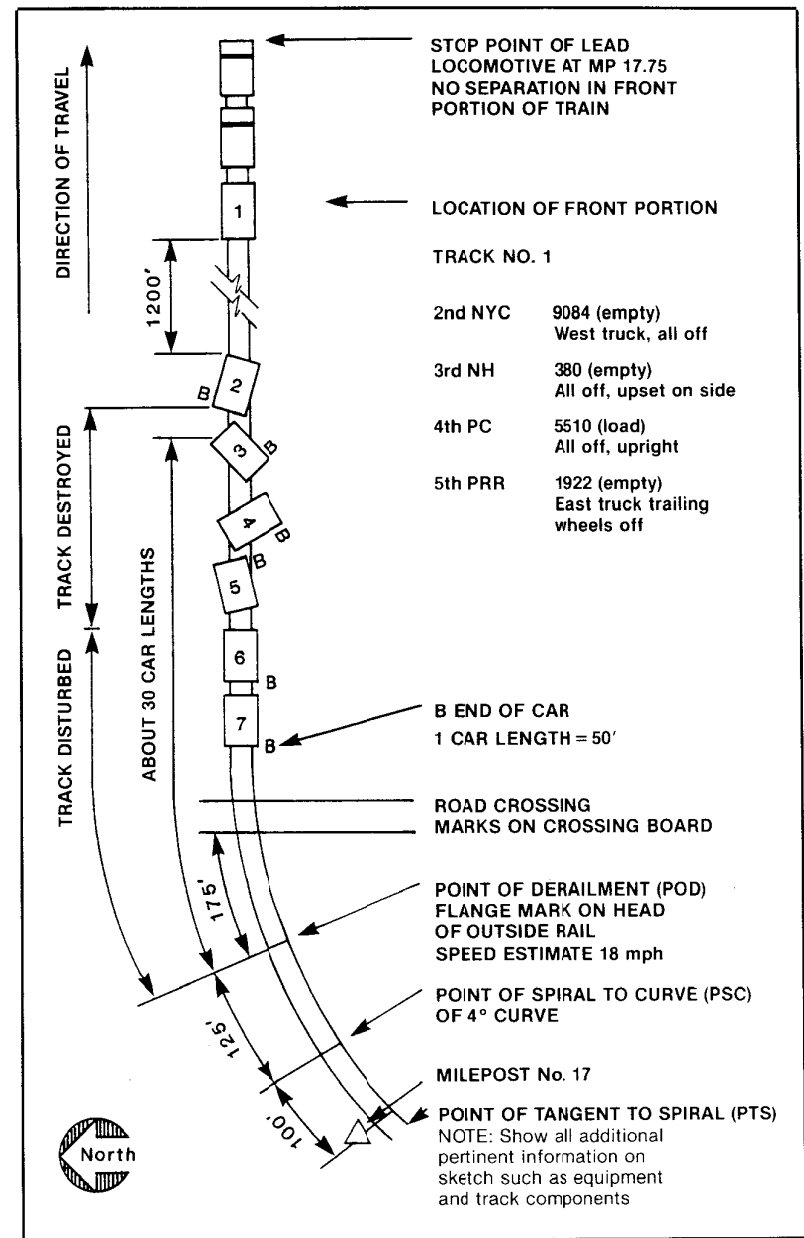 STOP POINT OF LEAD
LOCOMOTIVE AT MP 17.75
NO SEPARATION IN FRONT
PORTION OF TRAIN
DIRECTION OF TRAVEL
1
LOCATION OF FRONT PORTION
TRACK NO. 1
1200'
2nd NYC 9084 (empty)
West truck, all off
3rd NH 380 (empty)
All off, upset on side
4th PC 5510 (load)
All off, upright
5th PRR 1922 (empty)
East truck trailing
wheels off
2
B
3
B
4
B
B
5
6
B
7
B
TRACK DESTROYED
TRACK DISTURBED
ABOUT 30 CAR LENGTHS
B END OF CAR
1 CAR LENGTH = 50'
ROAD CROSSING
MARKS ON CROSSING BOARD
175'
POINT OF DERAILMENT (POD)
FLANGE MARK ON HEAD
OF OUTSIDE RAIL
SPEED ESTIMATE 18 mph
125'
POINT OF SPIRAL TO CURVE (PSC)
OF 4° CURVE
100'
MILEPOST No. 17
POINT OF TANGENT TO SPIRAL (PTS)
NOTE: Show all additional
pertinent information on
sketch such as equipment
and track components
North